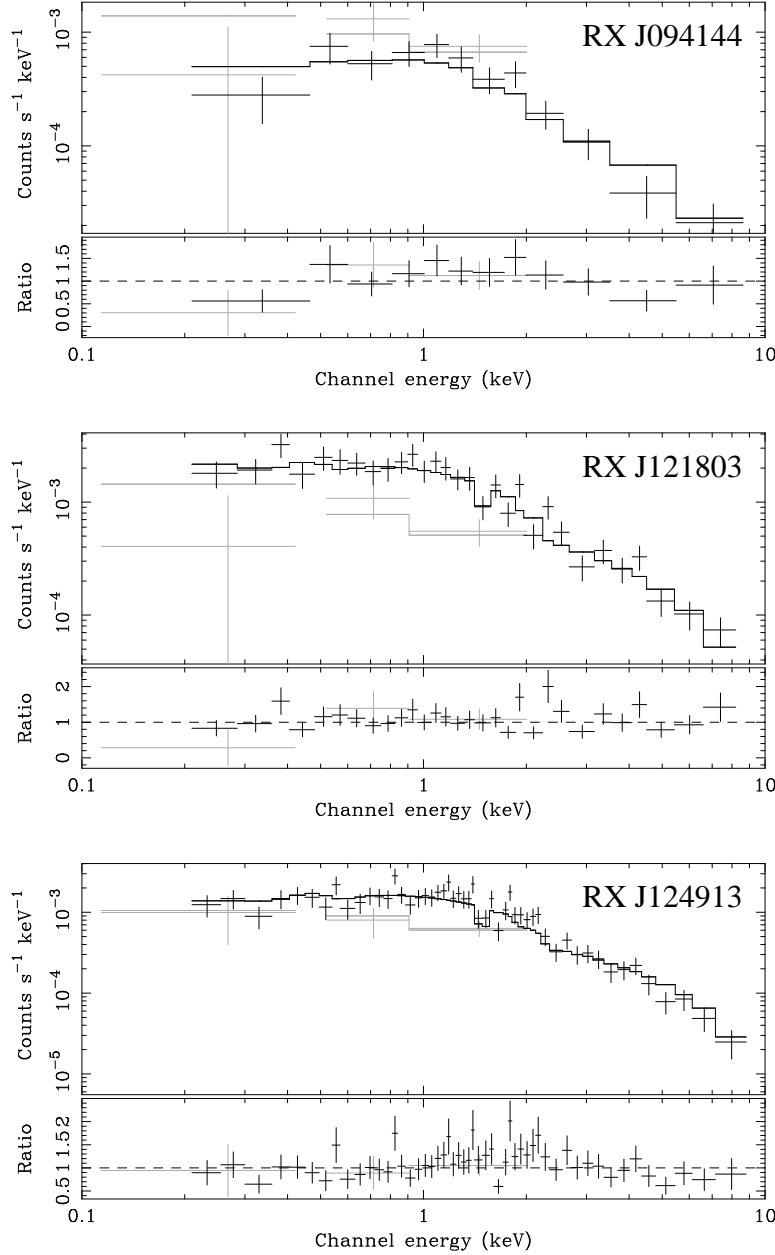 RX J094144
Counts s⁻¹ keV⁻¹
10⁻³
10⁻⁴
Ratio
0 0.5 1 1.5
0.1 1 10
Channel energy (keV)
RX J121803
Counts s⁻¹ keV⁻¹
10⁻³
10⁻⁴
Ratio
0 1 2
0.1 1 10
Channel energy (keV)
RX J124913
Counts s⁻¹ keV⁻¹
10⁻³
10⁻⁴
10⁻⁵
Ratio
0.5 1 1.5 2
0.1 1 10
Channel energy (keV)